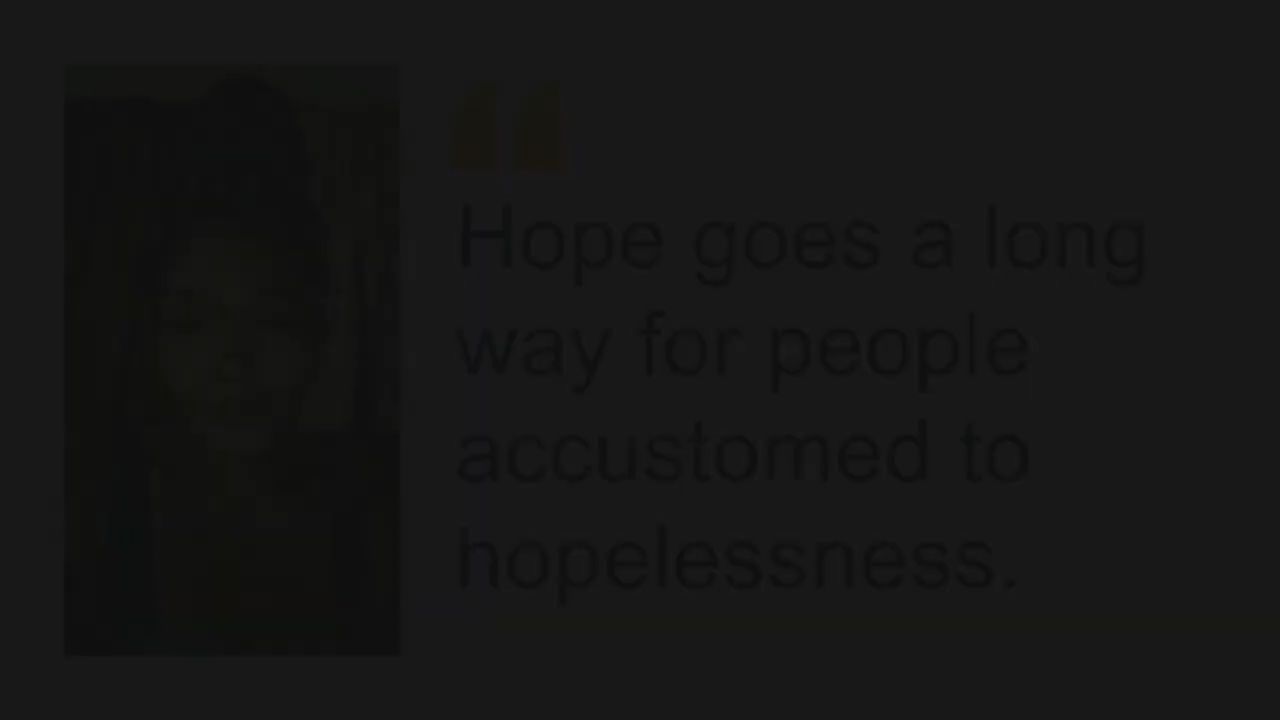 “
Hope goes a long
way for people
accustomed to
hopelessness.